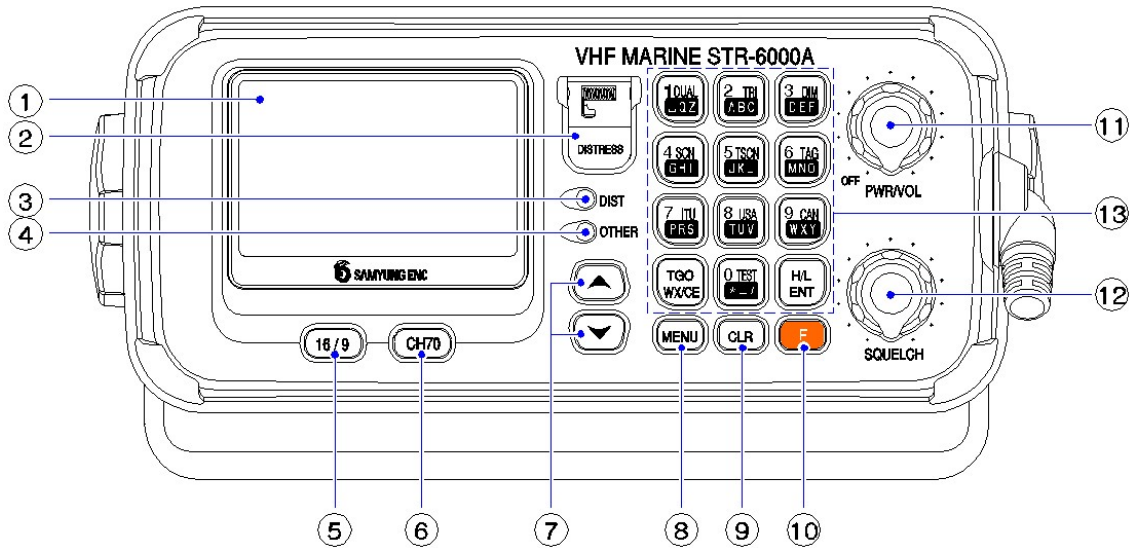 VHF MARINE STR-6000A
1 QUAL 2 TRI 3 DIM
_QZ ABC DEF
DISTRESS
4 SCN 5 TSCN 6 TAG
GHI JK_ MNO
OFF
PWR/VOL
DIST
7 ITU 8 USA 9 CAN
PRS TUV WXY
OTHER
SAMYUNG ENC
TGO 0 TEST H/L
WX/CE *–/ ENT
16 / 9
CH70
MENU CLR F
SQUELCH
1
2
3
4
11
13
12
5 6 7 8 9 10